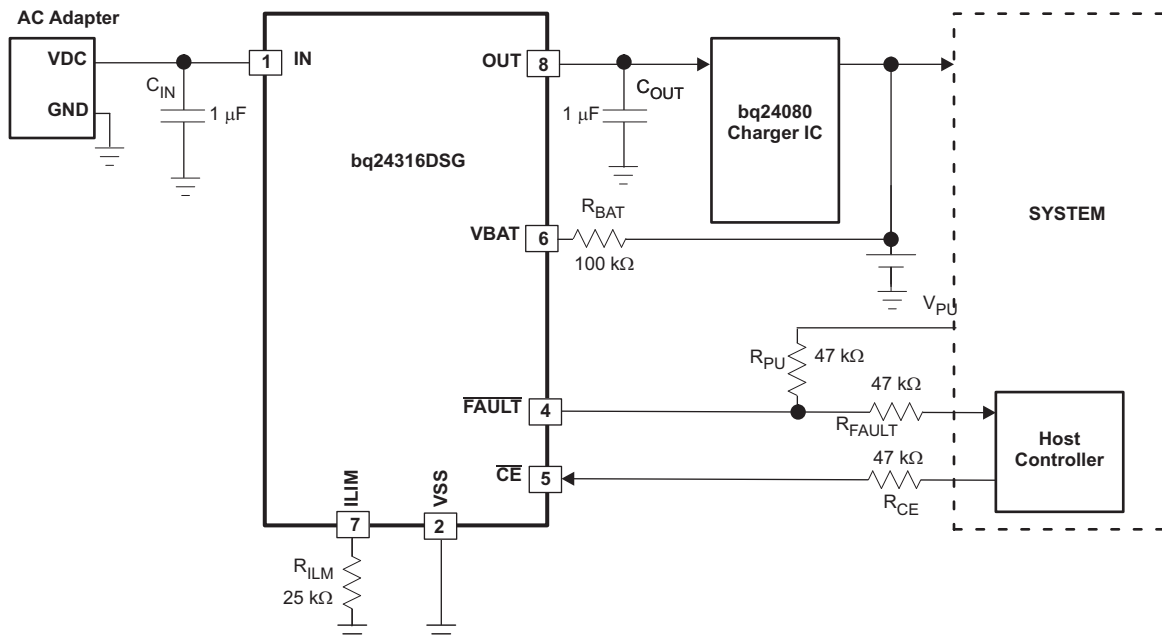 AC Adapter
VDC
GND
C_IN
1 μF
1
IN
bq24316DSG
OUT
8
C_OUT
1 μF
bq24080
Charger IC
SYSTEM
VBAT
6
R_BAT
100 kΩ
V_PU
R_PU
47 kΩ
FAULT
4
47 kΩ
R_FAULT
Host
Controller
CE
5
47 kΩ
R_CE
ILIM
7
VSS
2
R_ILM
25 kΩ